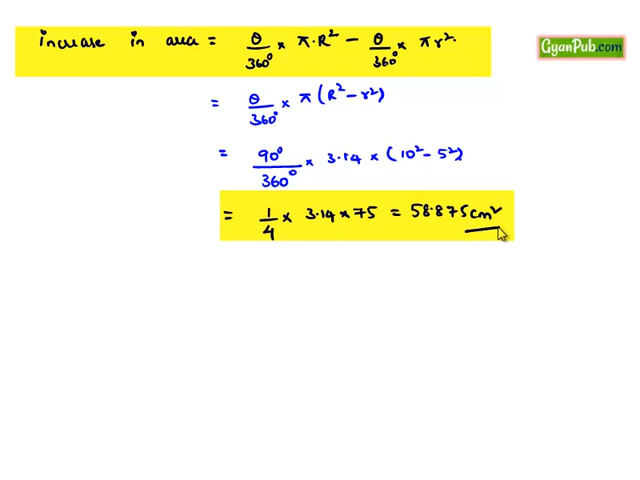 increase in area = θ/360° × π·R² − θ/360° × πr²·
GyanPub.com
= θ/360° × π(R² − r²)
= 90°/360° × 3·14 × (10² − 5²)
= 1/4 × 3·14 × 75 = 58·875cm²